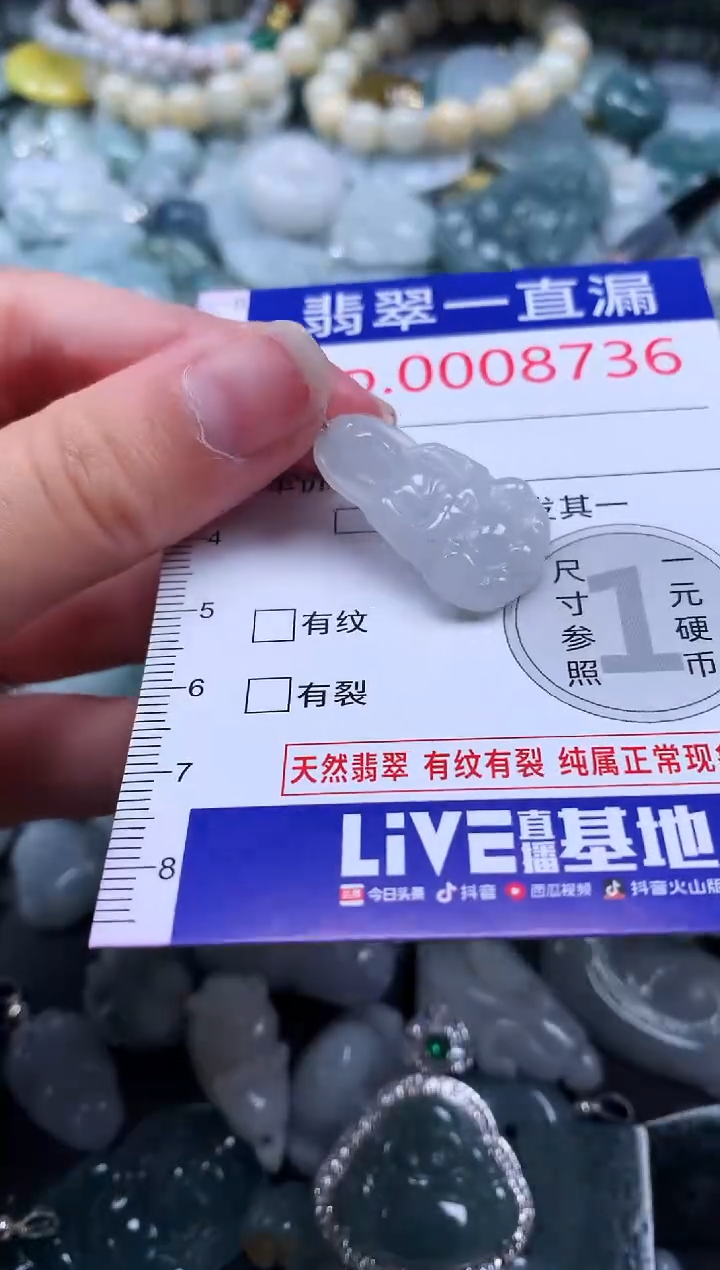 翡翠一直漏
.0008736
发其一
4
5
6
7
8
有纹
有裂
尺寸参照
1
一元硬币
天然翡翠 有纹有裂 纯属正常现
LiVE直播基地
今日头条 抖音 西瓜视频 抖音火山版